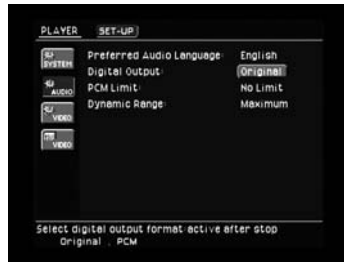 PLAYER SET-UP
SYSTEM
Preferred Audio Language: English
Digital Output: Original
AUDIO
PCM Limit: No Limit
Dynamic Range: Maximum
VIDEO
VIDEO
Select digital output format:active after stop
Original , PCM